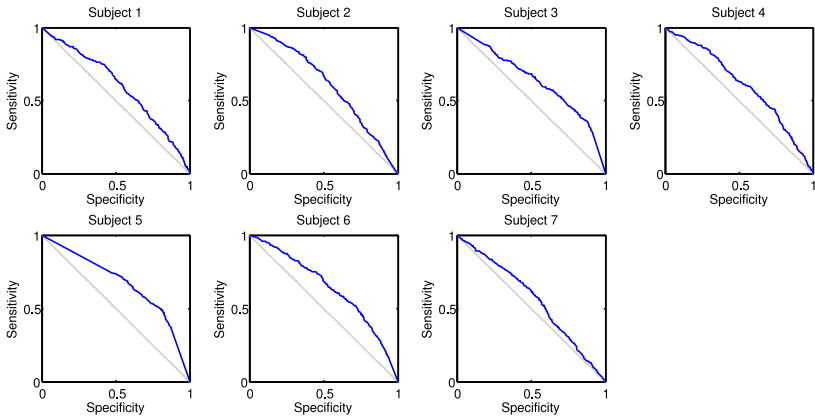 Subject 1
Subject 2
Subject 3
Subject 4
1
0.5
0
Sensitivity
0
0.5
1
Specificity
1
0.5
0
Sensitivity
0
0.5
1
Specificity
1
0.5
0
Sensitivity
0
0.5
1
Specificity
1
0.5
0
Sensitivity
0
0.5
1
Specificity
Subject 5
Subject 6
Subject 7
1
0.5
0
Sensitivity
0
0.5
1
Specificity
1
0.5
0
Sensitivity
0
0.5
1
Specificity
1
0.5
0
Sensitivity
0
0.5
1
Specificity